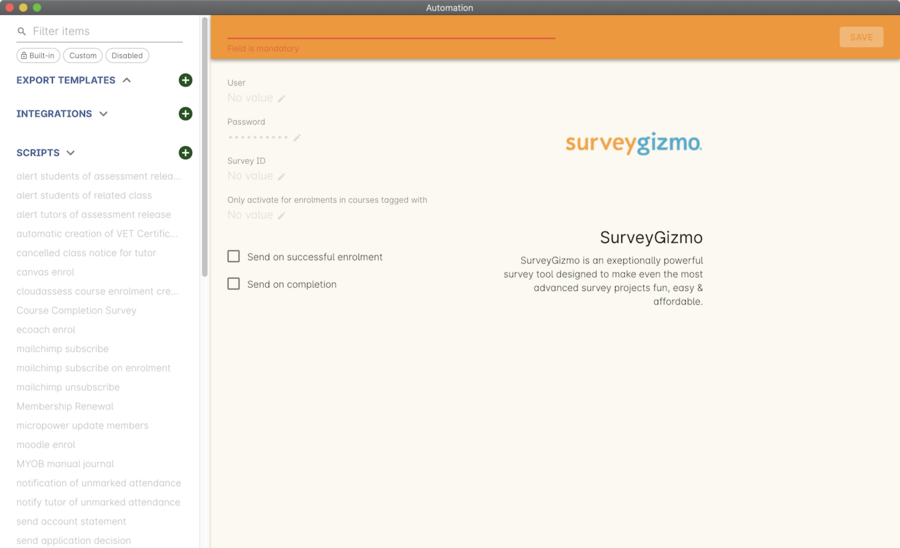 Automation
Filter items
Built-in Custom Disabled
EXPORT TEMPLATES
INTEGRATIONS
SCRIPTS
alert students of assessment relea...
alert students of related class
alert tutors of assessment release
automatic creation of VET Certific...
cancelled class notice for tutor
canvas enrol
cloudassess course enrolment cre...
Course Completion Survey
ecoach enrol
mailchimp subscribe
mailchimp subscribe on enrolment
mailchimp unsubscribe
Membership Renewal
micropower update members
moodle enrol
MYOB manual journal
notification of unmarked attendance
notify tutor of unmarked attendance
send account statement
send application decision
Field is mandatory
SAVE
User
No value
Password
••••••••••
Survey ID
No value
Only activate for enrolments in courses tagged with
No value
Send on successful enrolment
Send on completion
surveygizmo.
SurveyGizmo
SurveyGizmo is an exeptionally powerful
survey tool designed to make even the most
advanced survey projects fun, easy &
affordable.